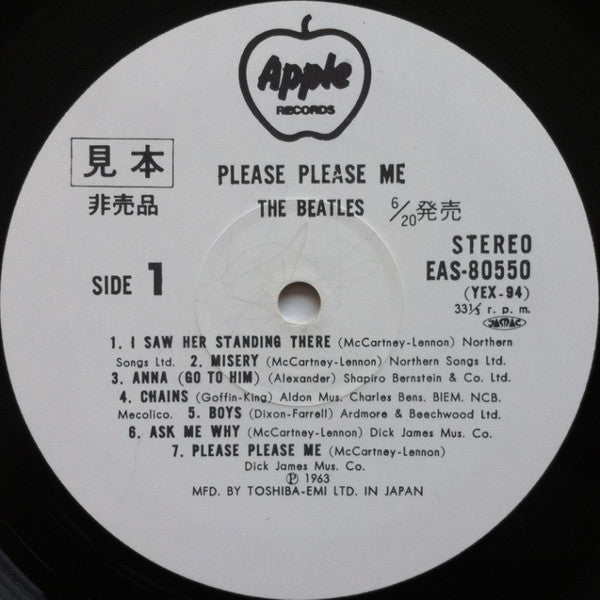 Apple
RECORDS
見本
非売品
PLEASE PLEASE ME
THE BEATLES 6/20発売
STEREO
EAS-80550
(YEX-94)
33⅓ r. p. m.
JASRAC
SIDE 1
1. I SAW HER STANDING THERE (McCartney-Lennon) Northern
Songs Ltd. 2. MISERY (McCartney-Lennon) Northern Songs Ltd.
3. ANNA (GO TO HIM) (Alexander) Shapiro Bernstein & Co. Ltd.
4. CHAINS (Goffin-King) Aldon Mus. Charles Bens. BIEM. NCB.
Mecolico. 5. BOYS (Dixon-Farrell) Ardmore & Beechwood Ltd.
6. ASK ME WHY (McCartney-Lennon) Dick James Mus. Co.
7. PLEASE PLEASE ME (McCartney-Lennon)
Dick James Mus. Co.
Ⓟ 1963
MFD. BY TOSHIBA-EMI LTD. IN JAPAN